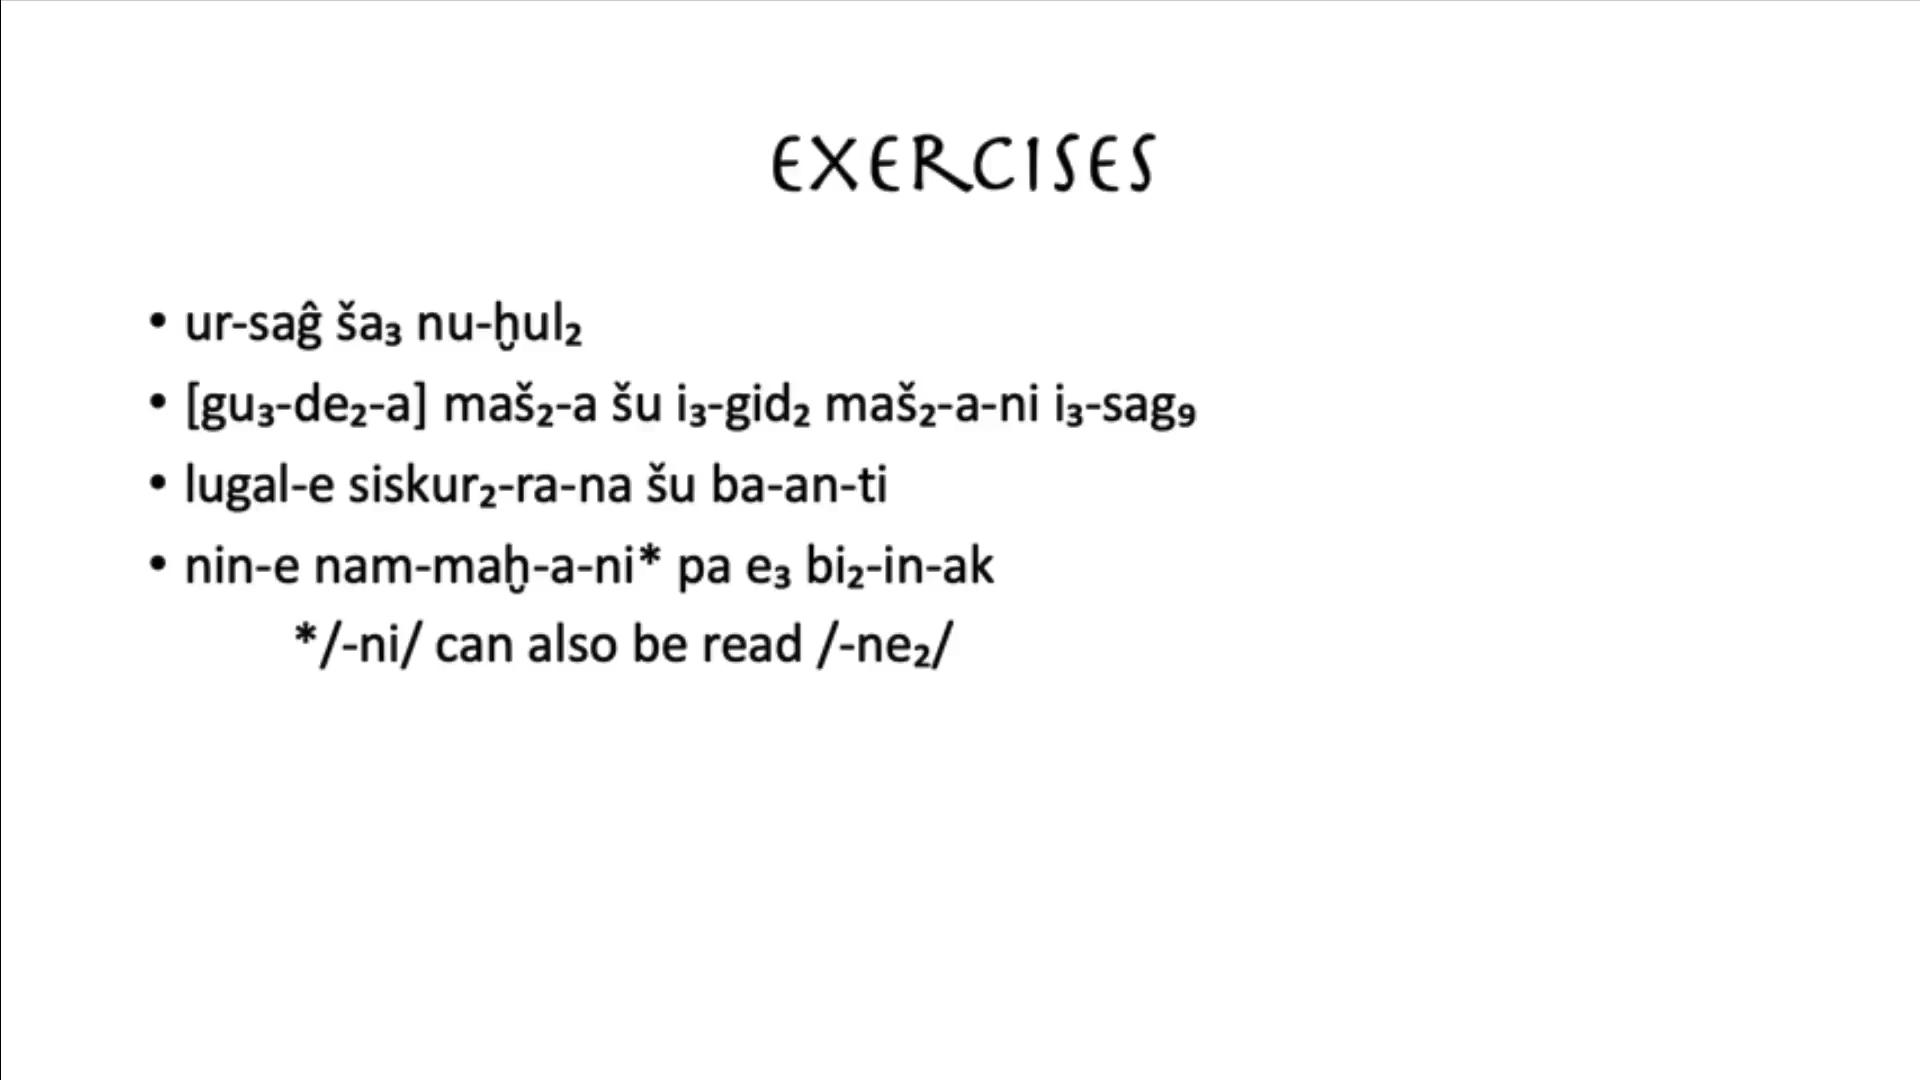 EXERCISES
• ur-saĝ ša₃ nu-ḫul₂
• [gu₃-de₂-a] maš₂-a šu i₃-gid₂ maš₂-a-ni i₃-sag₉
• lugal-e siskur₂-ra-na šu ba-an-ti
• nin-e nam-maḫ-a-ni* pa e₃ bi₂-in-ak
*/-ni/ can also be read /-ne₂/